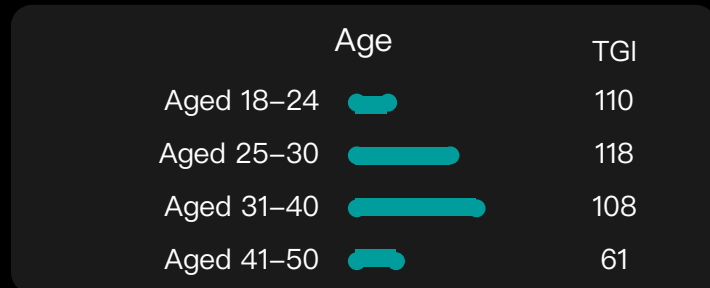 Age TGI
Aged 18–24 110
Aged 25–30 118
Aged 31–40 108
Aged 41–50 61